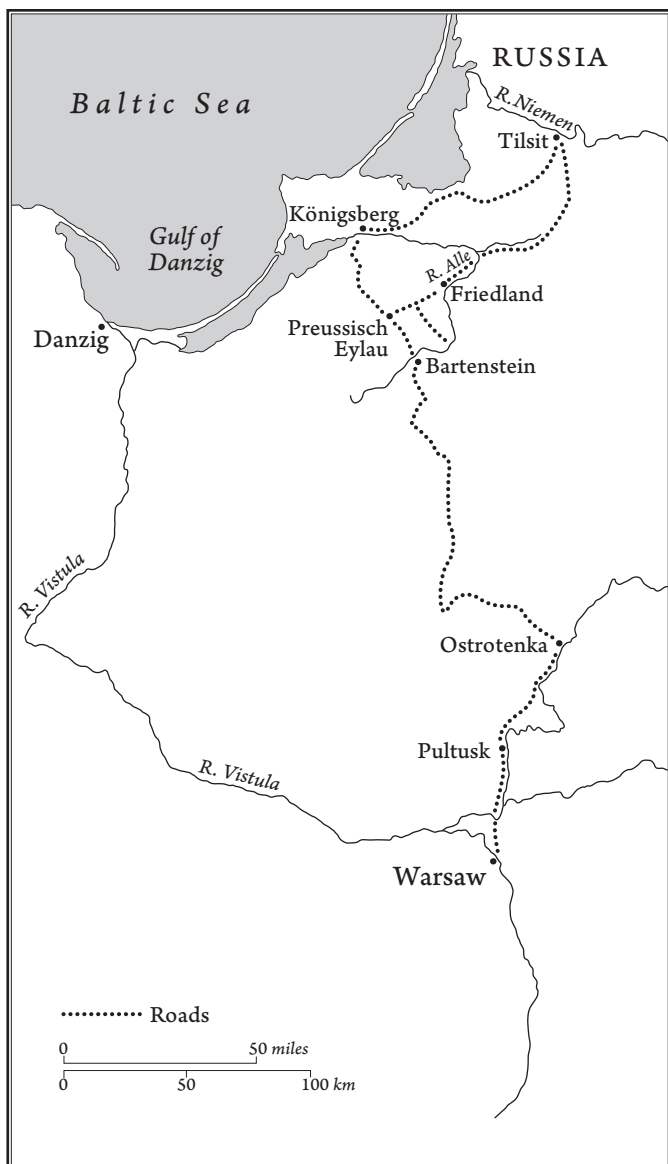 RUSSIA
Baltic Sea
R. Niemen
Tilsit
Königsberg
Gulf of
Danzig
R. Alle
Friedland
Danzig
Preussisch
Eylau
Bartenstein
R. Vistula
Ostrotenka
Pultusk
R. Vistula
Warsaw
Roads
0 50 miles
0 50 100 km